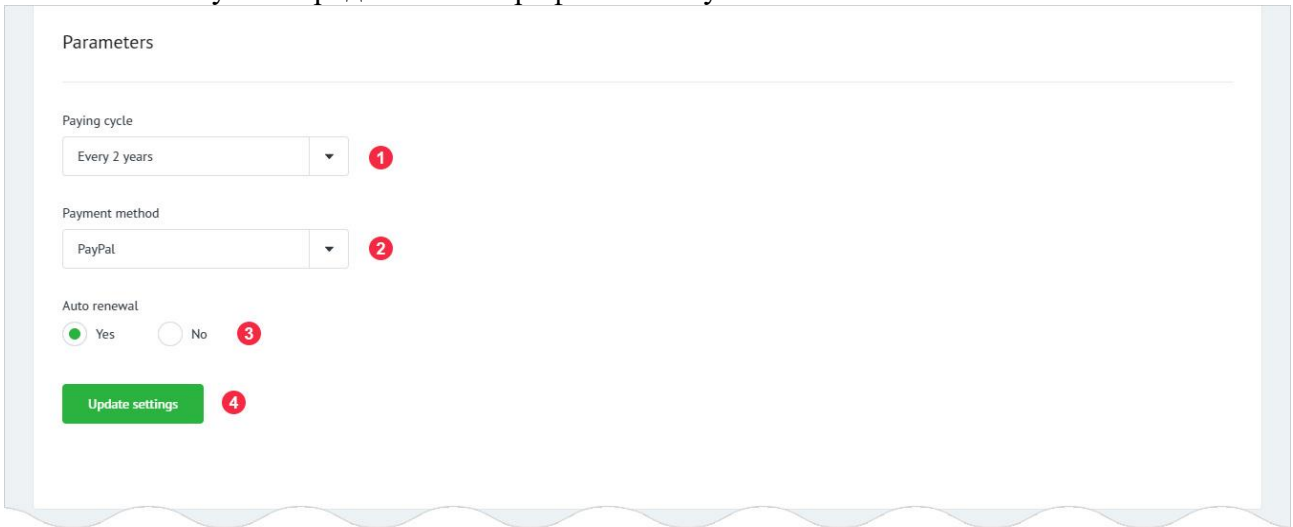 Parameters
Paying cycle
Every 2 years
1
Payment method
PayPal
2
Auto renewal
Yes No 3
Update settings 4